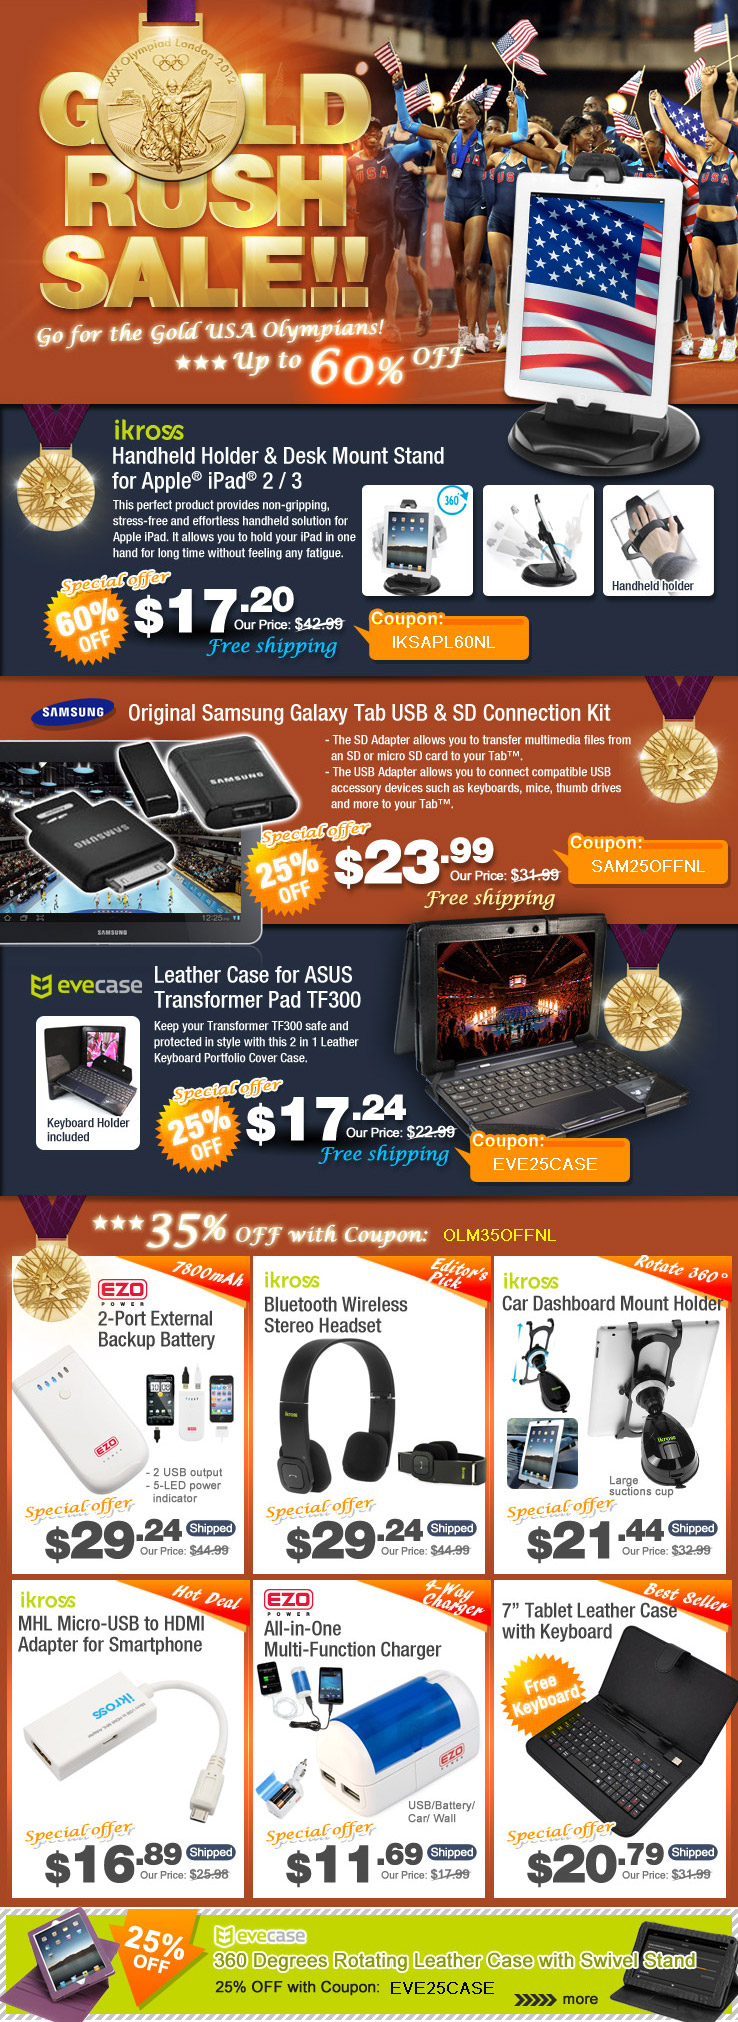 XXX Olympiad London 2012
GOLD
RUSH
SALE!!
Go for the Gold USA Olympians!
★★★ Up to 60% OFF
USA
ikross
Handheld Holder & Desk Mount Stand
for Apple® iPad® 2 / 3
This perfect product provides non-gripping,
stress-free and effortless handheld solution for
Apple iPad. It allows you to hold your iPad in one
hand for long time without feeling any fatigue.
360°
Handheld holder
Special offer
60% OFF
$17.20
Our Price: $42.99
Free shipping
Coupon:
IKSAPL60NL
SAMSUNG
Original Samsung Galaxy Tab USB & SD Connection Kit
- The SD Adapter allows you to transfer multimedia files from
an SD or micro SD card to your Tab™.
- The USB Adapter allows you to connect compatible USB
accessory devices such as keyboards, mice, thumb drives
and more to your Tab™.
SAMSUNG
SAMSUNG
12:25
SAMSUNG
Special offer
25% OFF
$23.99
Our Price: $31.99
Free shipping
Coupon:
SAM25OFFNL
evecase
Leather Case for ASUS
Transformer Pad TF300
Keep your Transformer TF300 safe and
protected in style with this 2 in 1 Leather
Keyboard Portfolio Cover Case.
Keyboard Holder
included
Special offer
25% OFF
$17.24
Our Price: $22.99
Free shipping
Coupon:
EVE25CASE
★★★ 35% OFF with Coupon: OLM35OFFNL
7800mAh
EZO
POWER
2-Port External
Backup Battery
EZO
- 2 USB output
- 5-LED power
indicator
Special offer
$29.24 Shipped
Our Price: $44.99
Editor's
Pick
ikross
Bluetooth Wireless
Stereo Headset
ikross
Special offer
$29.24 Shipped
Our Price: $44.99
Rotate 360°
ikross
Car Dashboard Mount Holder
ikross
Large
suctions cup
Special offer
$21.44 Shipped
Our Price: $32.99
Hot Deal
ikross
MHL Micro-USB to HDMI
Adapter for Smartphone
ikross
Special offer
$16.89 Shipped
Our Price: $25.98
4-Way
Charger
EZO
POWER
All-in-One
Multi-Function Charger
EZO
USB/Battery/
Car/ Wall
Special offer
$11.69 Shipped
Our Price: $17.99
Best Seller
7” Tablet Leather Case
with Keyboard
Free
Keyboard
Special offer
$20.79 Shipped
Our Price: $31.99
25% OFF
evecase
360 Degrees Rotating Leather Case with Swivel Stand
25% OFF with Coupon: EVE25CASE
more